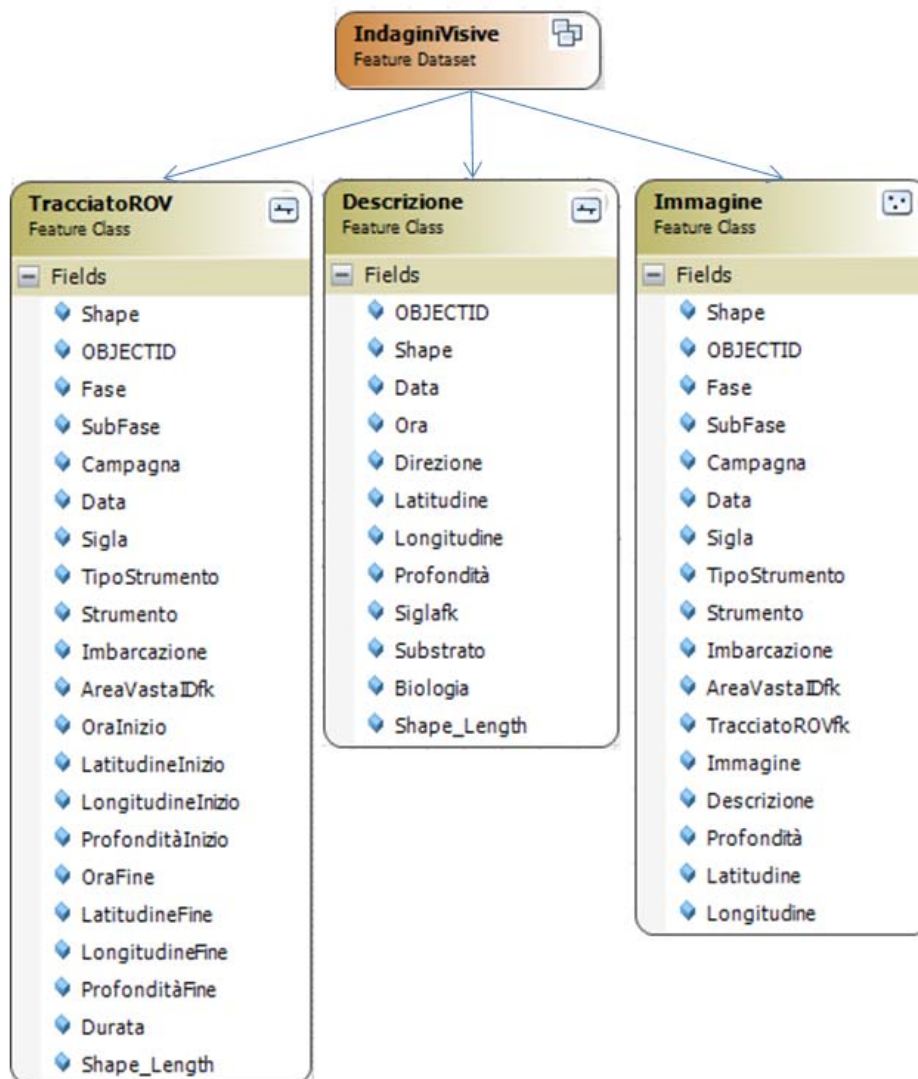 IndaginiVisive
Feature Dataset
TracciatoROV
Feature Class
Fields
Shape
OBJECTID
Fase
SubFase
Campagna
Data
Sigla
TipoStrumento
Strumento
Imbarcazione
AreaVastaIDfk
OraInizio
LatitudineInizio
LongitudineInizio
ProfonditàInizio
OraFine
LatitudineFine
LongitudineFine
ProfonditàFine
Durata
Shape_Length
Descrizione
Feature Class
Fields
OBJECTID
Shape
Data
Ora
Direzione
Latitudine
Longitudine
Profondità
Siglafk
Substrato
Biologia
Shape_Length
Immagine
Feature Class
Fields
Shape
OBJECTID
Fase
SubFase
Campagna
Data
Sigla
TipoStrumento
Strumento
Imbarcazione
AreaVastaIDfk
TracciatoROVfk
Immagine
Descrizione
Profondità
Latitudine
Longitudine